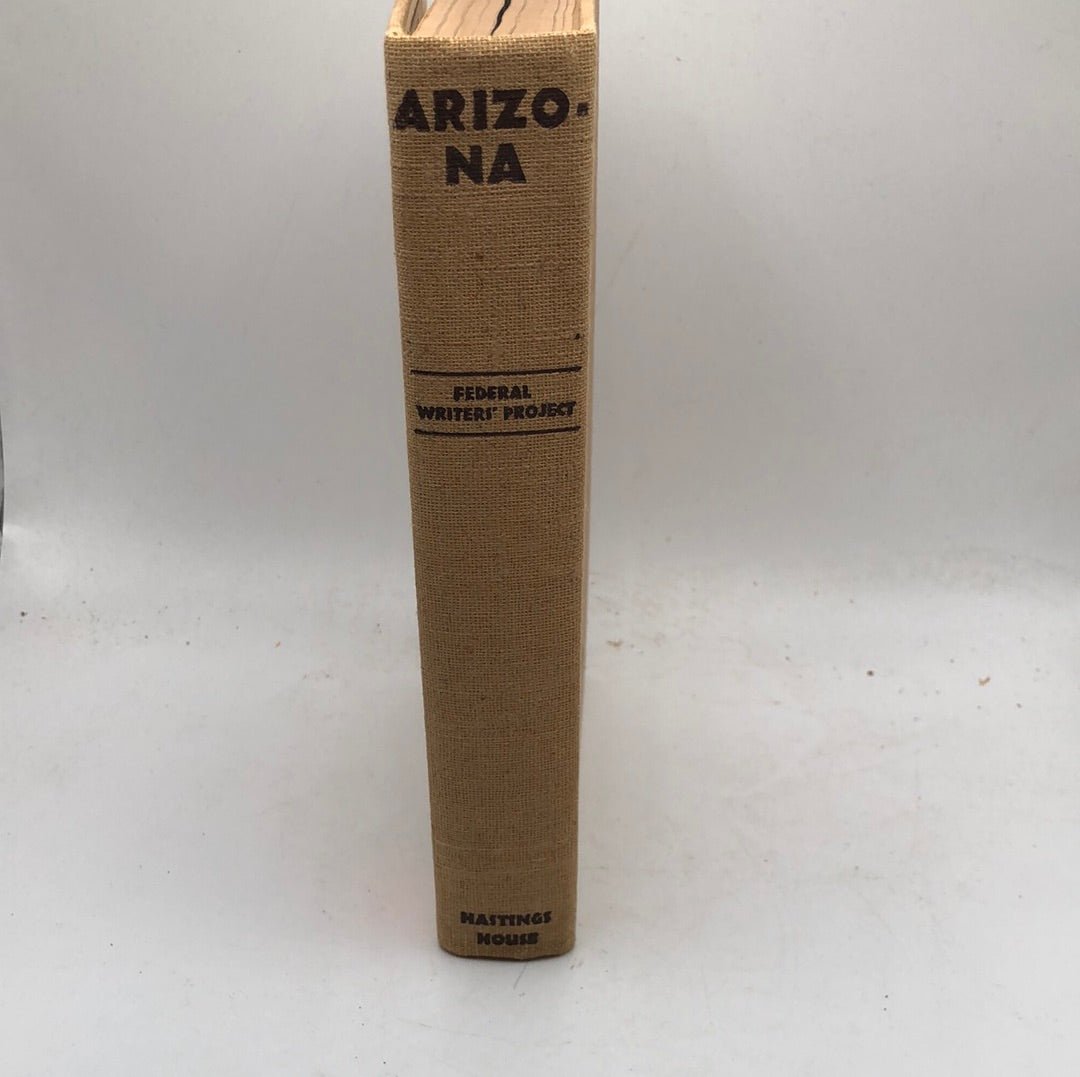 ARIZO-
NA
FEDERAL
WRITERS' PROJECT
HASTINGS
HOUSE